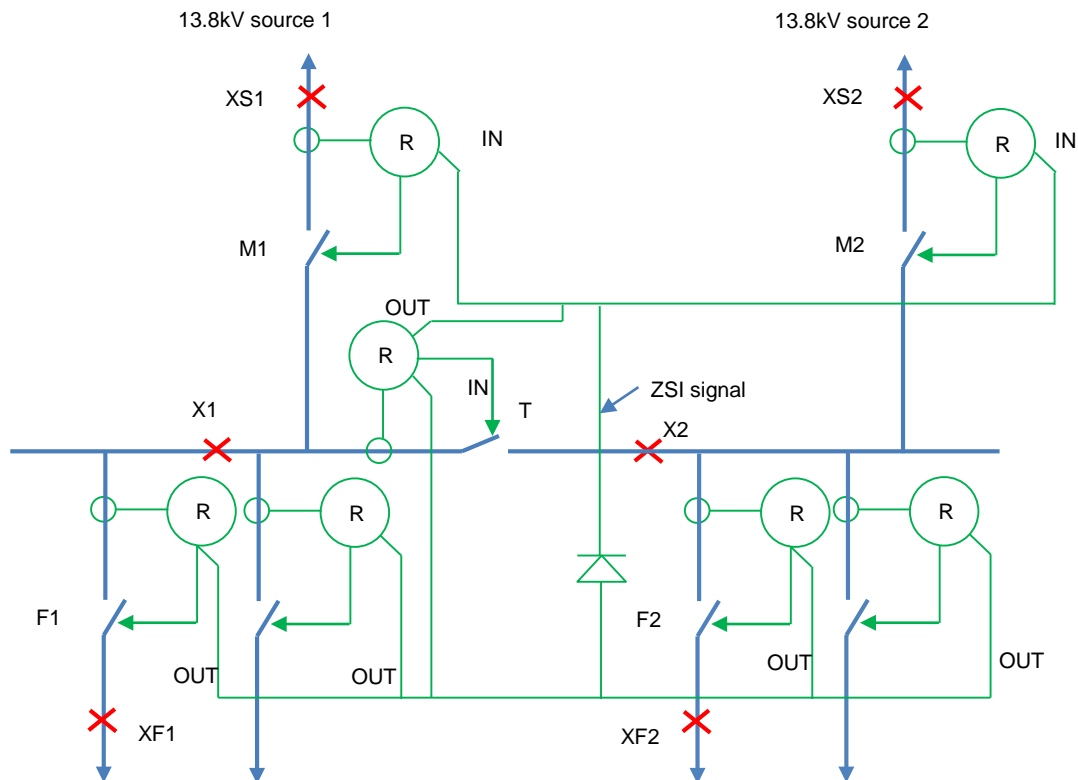 13.8kV source 1
13.8kV source 2
XS1
R
IN
XS2
R
IN
M1
M2
OUT
R
IN
T
ZSI signal
X1
X2
R
R
R
R
F1
F2
OUT
OUT
OUT
OUT
XF1
XF2